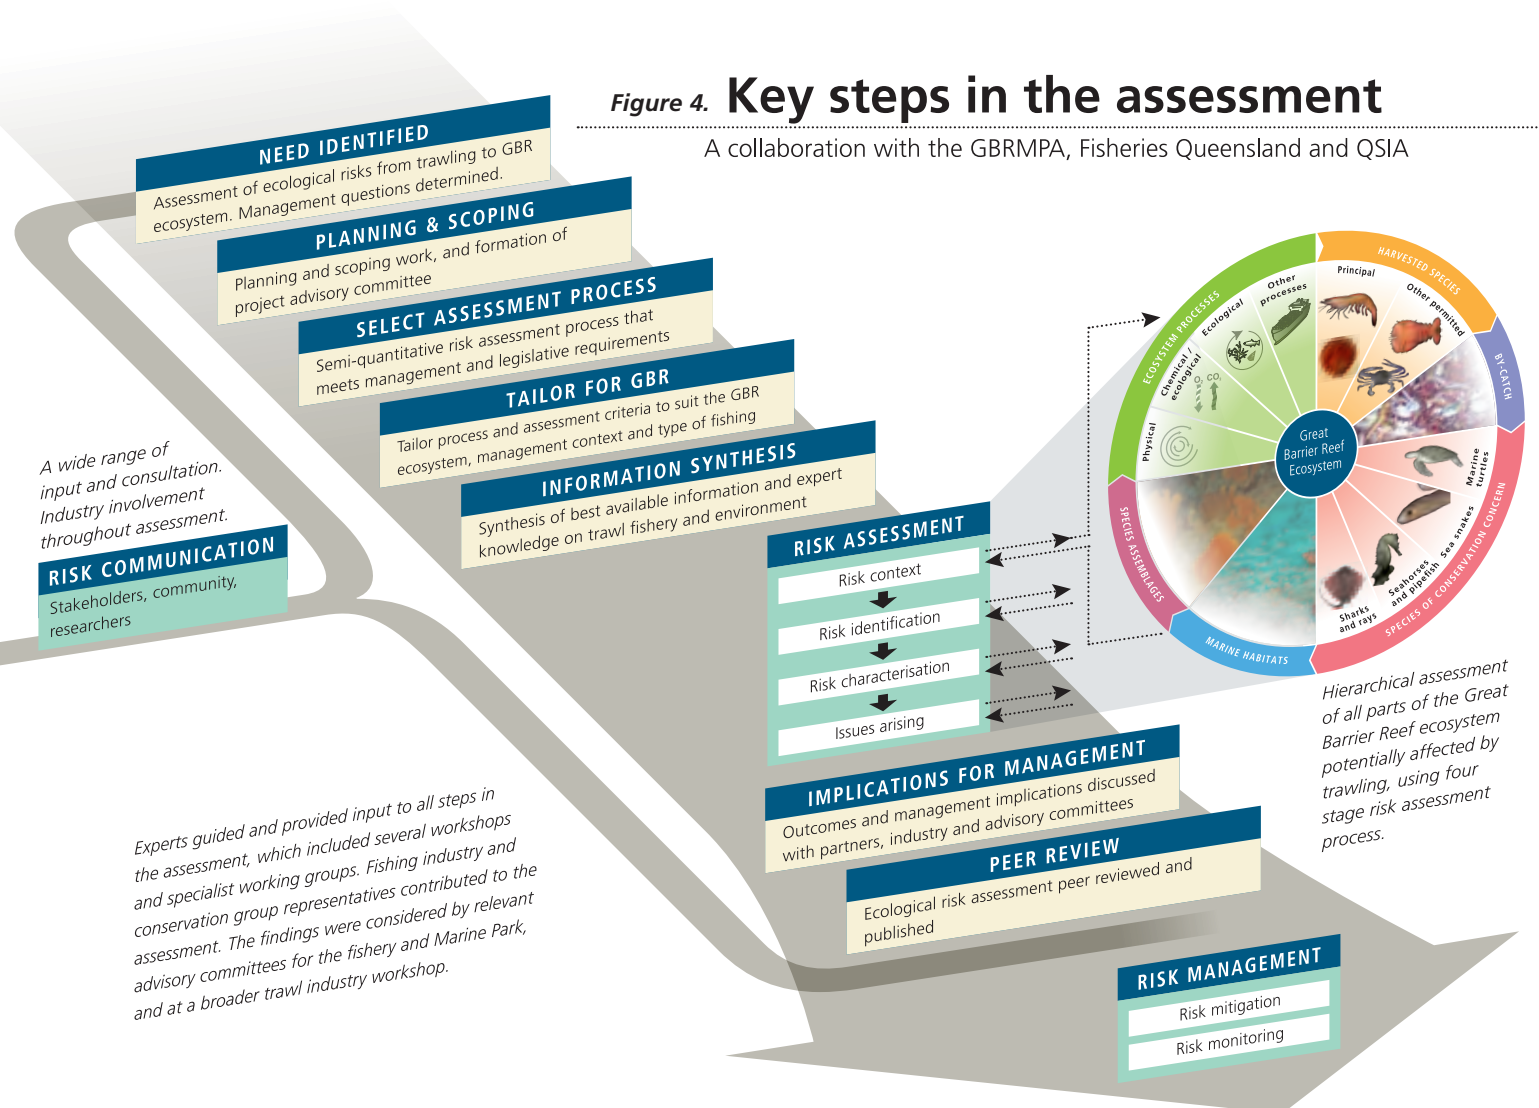 Figure 4. Key steps in the assessment
A collaboration with the GBRMPA, Fisheries Queensland and QSIA
NEED IDENTIFIED
Assessment of ecological risks from trawling to GBR
ecosystem. Management questions determined.
PLANNING & SCOPING
Planning and scoping work, and formation of
project advisory committee
SELECT ASSESSMENT PROCESS
Semi-quantitative risk assessment process that
meets management and legislative requirements
TAILOR FOR GBR
Tailor process and assessment criteria to suit the GBR
ecosystem, management context and type of fishing
INFORMATION SYNTHESIS
Synthesis of best available information and expert
knowledge on trawl fishery and environment
A wide range of
input and consultation.
Industry involvement
throughout assessment.
RISK COMMUNICATION
Stakeholders, community,
researchers
RISK ASSESSMENT
Risk context
Risk identification
Risk characterisation
Issues arising
HARVESTED SPECIES
Principal
Other permitted
BY-CATCH
SPECIES OF CONSERVATION CONCERN
Marine
turtles
Sea snakes
Seahorses
and pipefish
Sharks
and rays
MARINE HABITATS
SPECIES ASSEMBLAGES
ECOSYSTEM PROCESSES
Physical
Chemical /
ecological
O2 CO2
Ecological
Other
processes
Great
Barrier Reef
Ecosystem
Hierarchical assessment
of all parts of the Great
Barrier Reef ecosystem
potentially affected by
trawling, using four
stage risk assessment
process.
IMPLICATIONS FOR MANAGEMENT
Outcomes and management implications discussed
with partners, industry and advisory committees
PEER REVIEW
Ecological risk assessment peer reviewed and
published
Experts guided and provided input to all steps in
the assessment, which included several workshops
and specialist working groups. Fishing industry and
conservation group representatives contributed to the
assessment. The findings were considered by relevant
advisory committees for the fishery and Marine Park,
and at a broader trawl industry workshop.
RISK MANAGEMENT
Risk mitigation
Risk monitoring